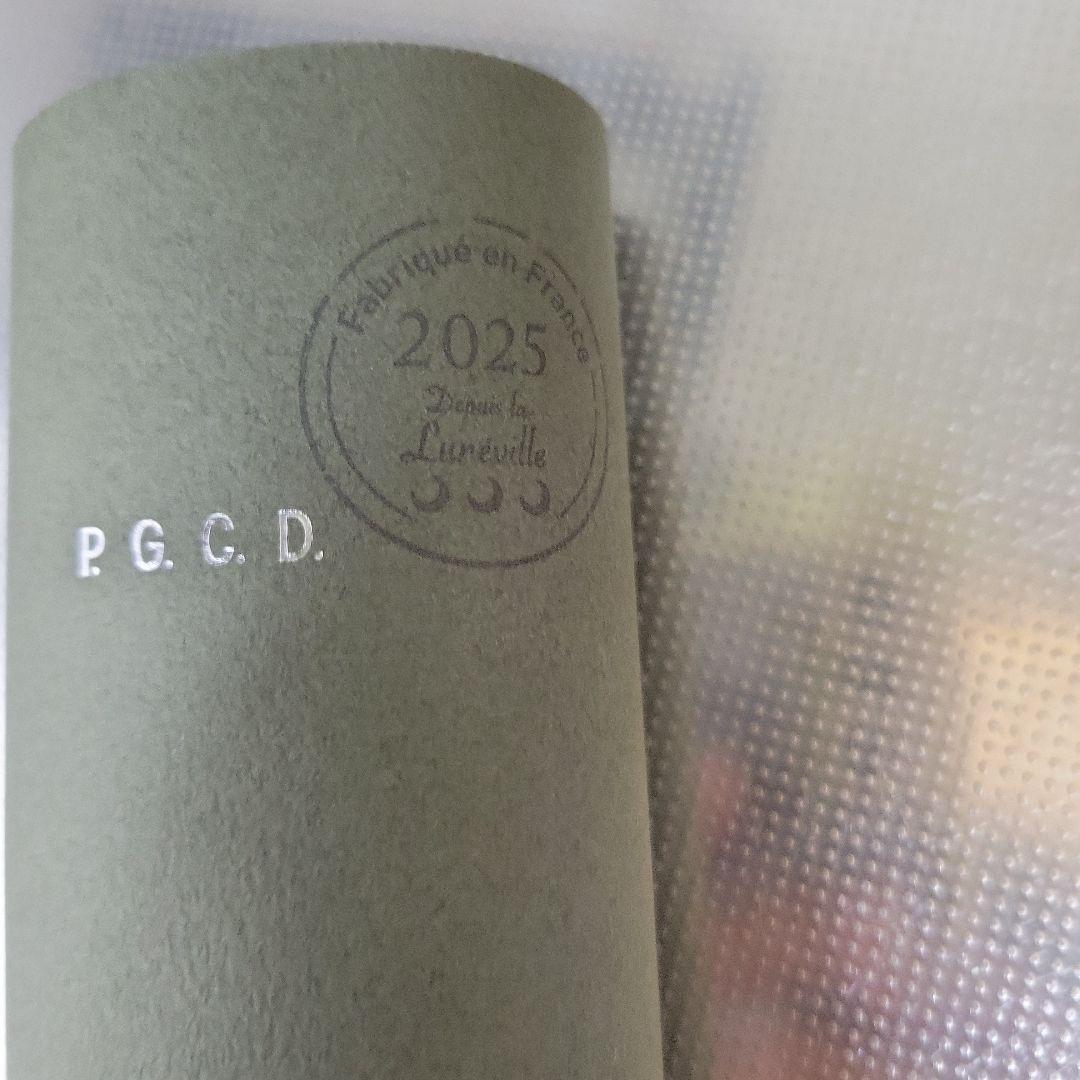 Fabriqué en France
2025
Depuis la
Lunéville
P. G. C. D.